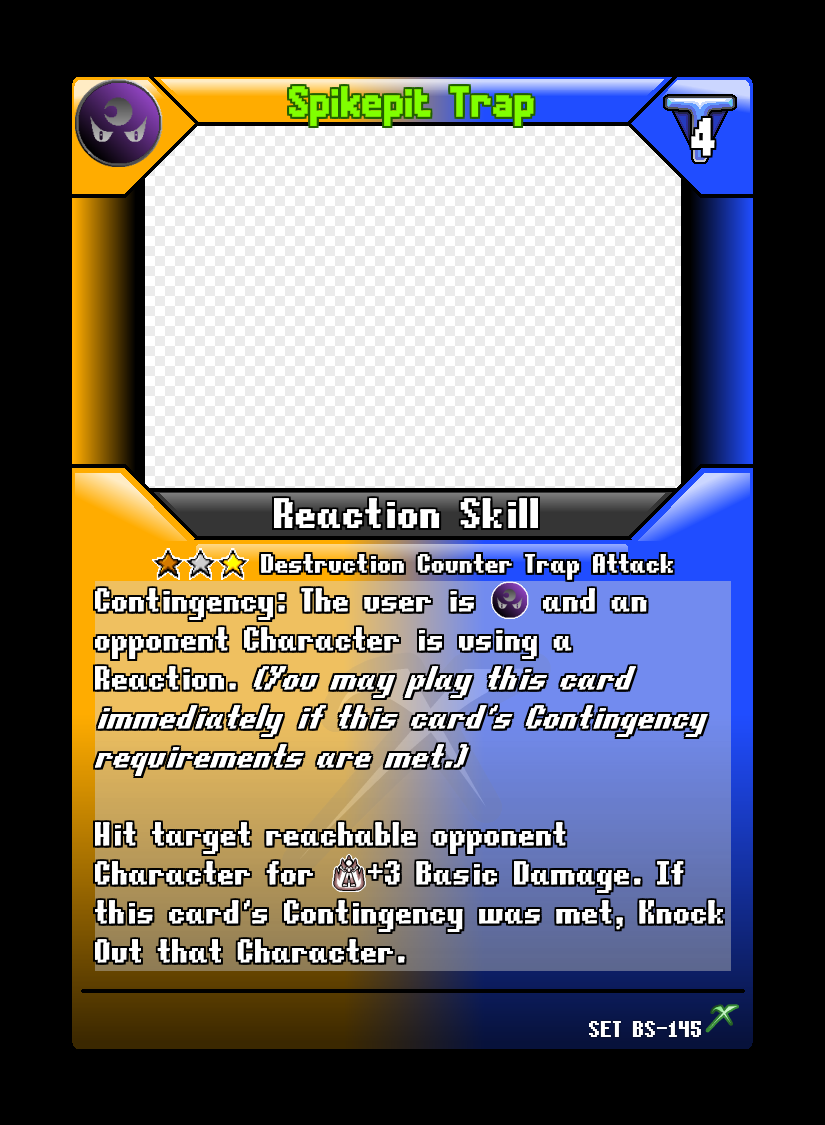 Spikepit Trap
4
Reaction Skill
Destruction Counter Trap Attack
Contingency: The user is and an
opponent Character is using a
Reaction. (You may play this card
immediately if this card's Contingency
requirements are met.)
Hit target reachable opponent
Character for A+3 Basic Damage. If
this card's Contingency was met, Knock
Out that Character.
SET BS-145